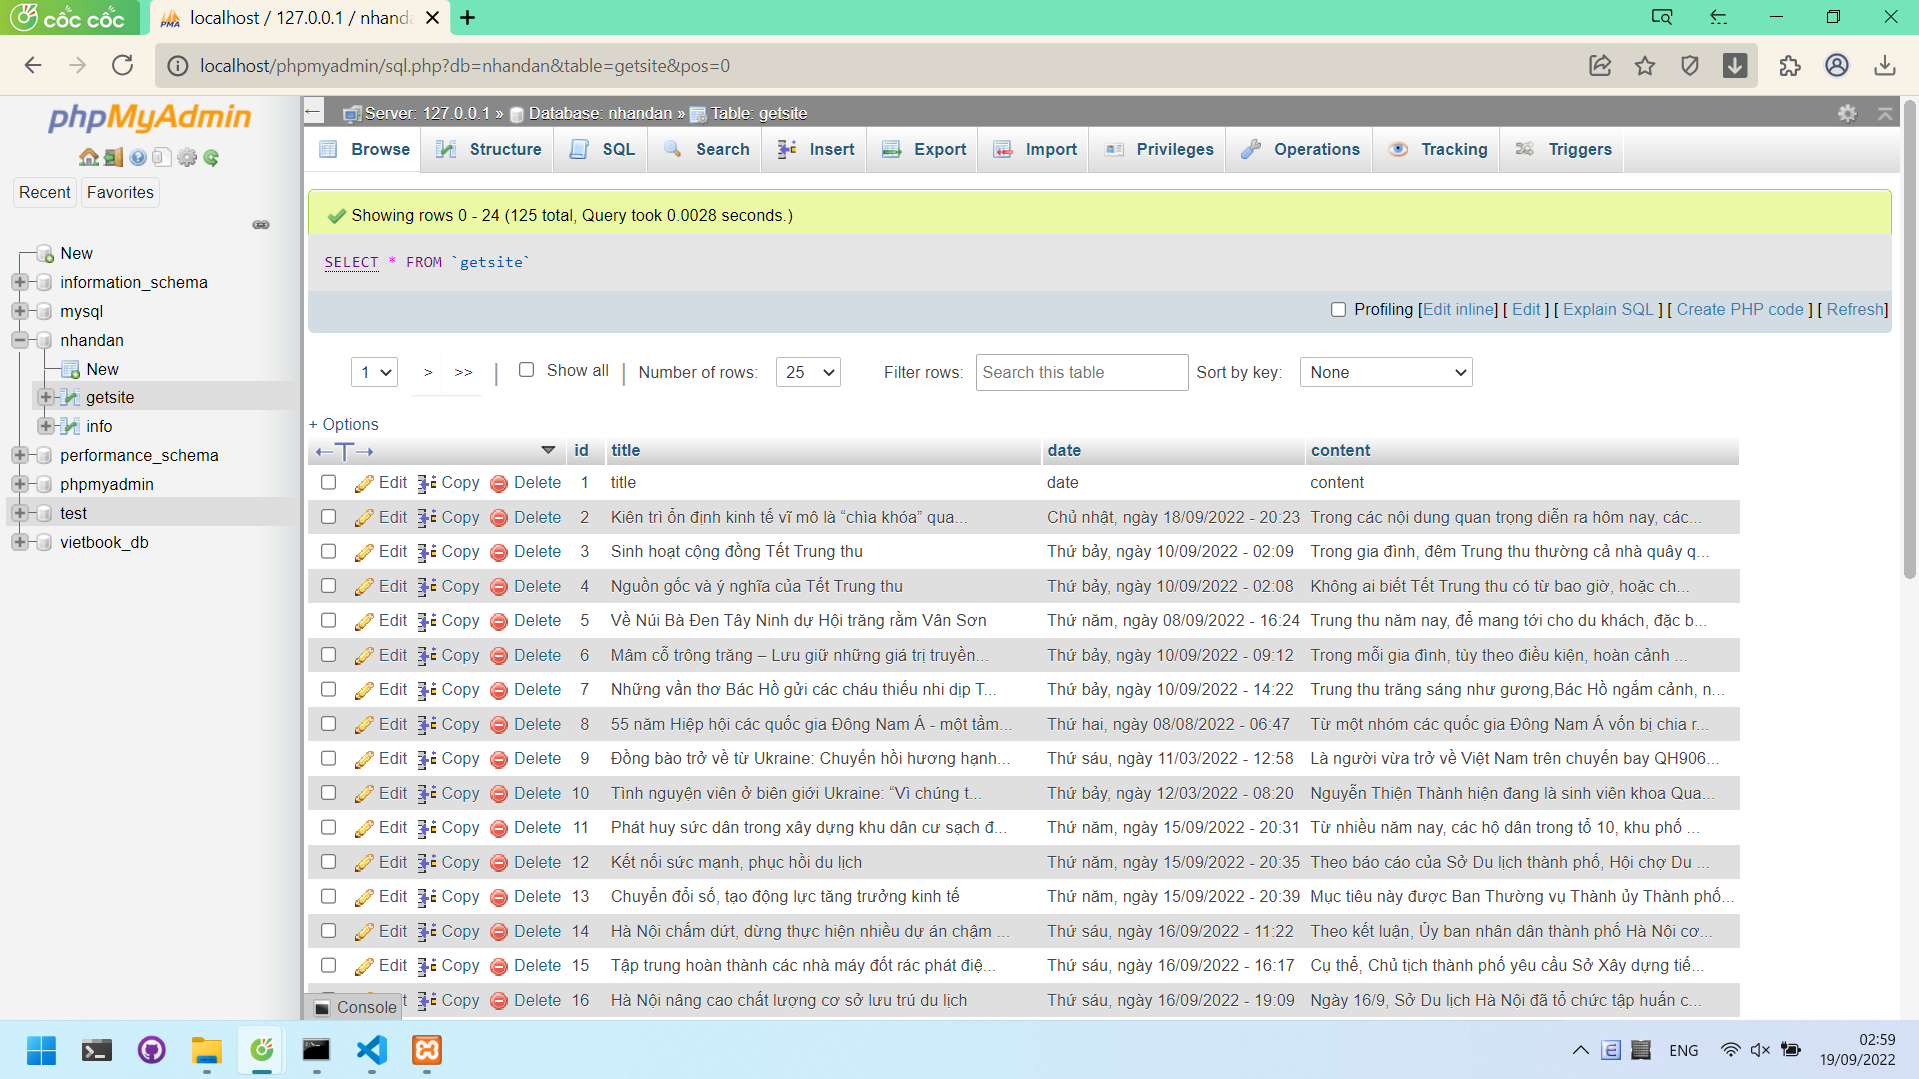 cốc cốc
PMA localhost / 127.0.0.1 / nhanda
localhost/phpmyadmin/sql.php?db=nhandan&table=getsite&pos=0
phpMyAdmin
Recent Favorites
New
information_schema
mysql
nhandan
New
getsite
info
performance_schema
phpmyadmin
test
vietbook_db
Server: 127.0.0.1 » Database: nhandan » Table: getsite
Browse Structure SQL Search Insert Export Import Privileges Operations Tracking Triggers
Showing rows 0 - 24 (125 total, Query took 0.0028 seconds.)
SELECT * FROM `getsite`
Profiling [Edit inline] [ Edit ] [ Explain SQL ] [ Create PHP code ] [ Refresh]
1 > >> | Show all | Number of rows: 25 Filter rows: Search this table Sort by key: None
+ Options
←T→ id title date content
Edit Copy Delete 1 title date content
Edit Copy Delete 2 Kiên trì ổn định kinh tế vĩ mô là “chìa khóa” qua... Chủ nhật, ngày 18/09/2022 - 20:23 Trong các nội dung quan trọng diễn ra hôm nay, các...
Edit Copy Delete 3 Sinh hoạt cộng đồng Tết Trung thu Thứ bảy, ngày 10/09/2022 - 02:09 Trong gia đình, đêm Trung thu thường cả nhà quây q...
Edit Copy Delete 4 Nguồn gốc và ý nghĩa của Tết Trung thu Thứ bảy, ngày 10/09/2022 - 02:08 Không ai biết Tết Trung thu có từ bao giờ, hoặc ch...
Edit Copy Delete 5 Về Núi Bà Đen Tây Ninh dự Hội trăng rằm Vân Sơn Thứ năm, ngày 08/09/2022 - 16:24 Trung thu năm nay, để mang tới cho du khách, đặc b...
Edit Copy Delete 6 Mâm cỗ trông trăng – Lưu giữ những giá trị truyền... Thứ bảy, ngày 10/09/2022 - 09:12 Trong mỗi gia đình, tùy theo điều kiện, hoàn cảnh ...
Edit Copy Delete 7 Những vần thơ Bác Hồ gửi các cháu thiếu nhi dịp T... Thứ bảy, ngày 10/09/2022 - 14:22 Trung thu trăng sáng như gương,Bác Hồ ngắm cảnh, n...
Edit Copy Delete 8 55 năm Hiệp hội các quốc gia Đông Nam Á - một tầm... Thứ hai, ngày 08/08/2022 - 06:47 Từ một nhóm các quốc gia Đông Nam Á vốn bị chia r...
Edit Copy Delete 9 Đồng bào trở về từ Ukraine: Chuyến hồi hương hạnh... Thứ sáu, ngày 11/03/2022 - 12:58 Là người vừa trở về Việt Nam trên chuyến bay QH906...
Edit Copy Delete 10 Tình nguyện viên ở biên giới Ukraine: “Vì chúng t... Thứ bảy, ngày 12/03/2022 - 08:20 Nguyễn Thiện Thành hiện đang là sinh viên khoa Qua...
Edit Copy Delete 11 Phát huy sức dân trong xây dựng khu dân cư sạch đ... Thứ năm, ngày 15/09/2022 - 20:31 Từ nhiều năm nay, các hộ dân trong tổ 10, khu phố ...
Edit Copy Delete 12 Kết nối sức mạnh, phục hồi du lịch Thứ năm, ngày 15/09/2022 - 20:35 Theo báo cáo của Sở Du lịch thành phố, Hội chợ Du ...
Edit Copy Delete 13 Chuyển đổi số, tạo động lực tăng trưởng kinh tế Thứ năm, ngày 15/09/2022 - 20:39 Mục tiêu này được Ban Thường vụ Thành ủy Thành phố...
Edit Copy Delete 14 Hà Nội chấm dứt, dừng thực hiện nhiều dự án chậm ... Thứ sáu, ngày 16/09/2022 - 11:22 Theo kết luận, Ủy ban nhân dân thành phố Hà Nội cơ...
Edit Copy Delete 15 Tập trung hoàn thành các nhà máy đốt rác phát điệ... Thứ sáu, ngày 16/09/2022 - 16:17 Cụ thể, Chủ tịch thành phố yêu cầu Sở Xây dựng tiế...
Copy Delete 16 Hà Nội nâng cao chất lượng cơ sở lưu trú du lịch Thứ sáu, ngày 16/09/2022 - 19:09 Ngày 16/9, Sở Du lịch Hà Nội đã tổ chức tập huấn c...
Console
ENG 02:59
19/09/2022